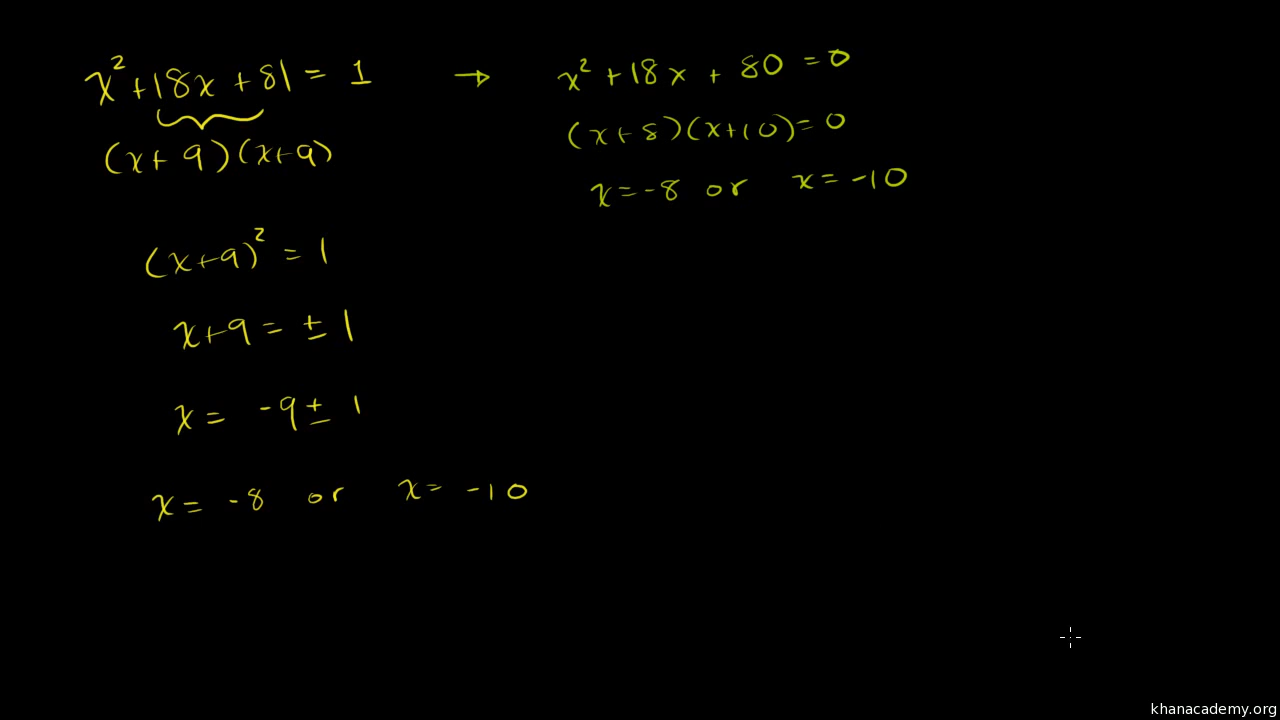 x² + 18x + 81 = 1 → x² + 18x + 80 = 0
(x + 9)(x + 9)
(x + 8)(x + 10) = 0
x = -8 or x = -10
(x + 9)² = 1
x + 9 = ± 1
x = -9 ± 1
x = -8 or x = -10
khanacademy.org